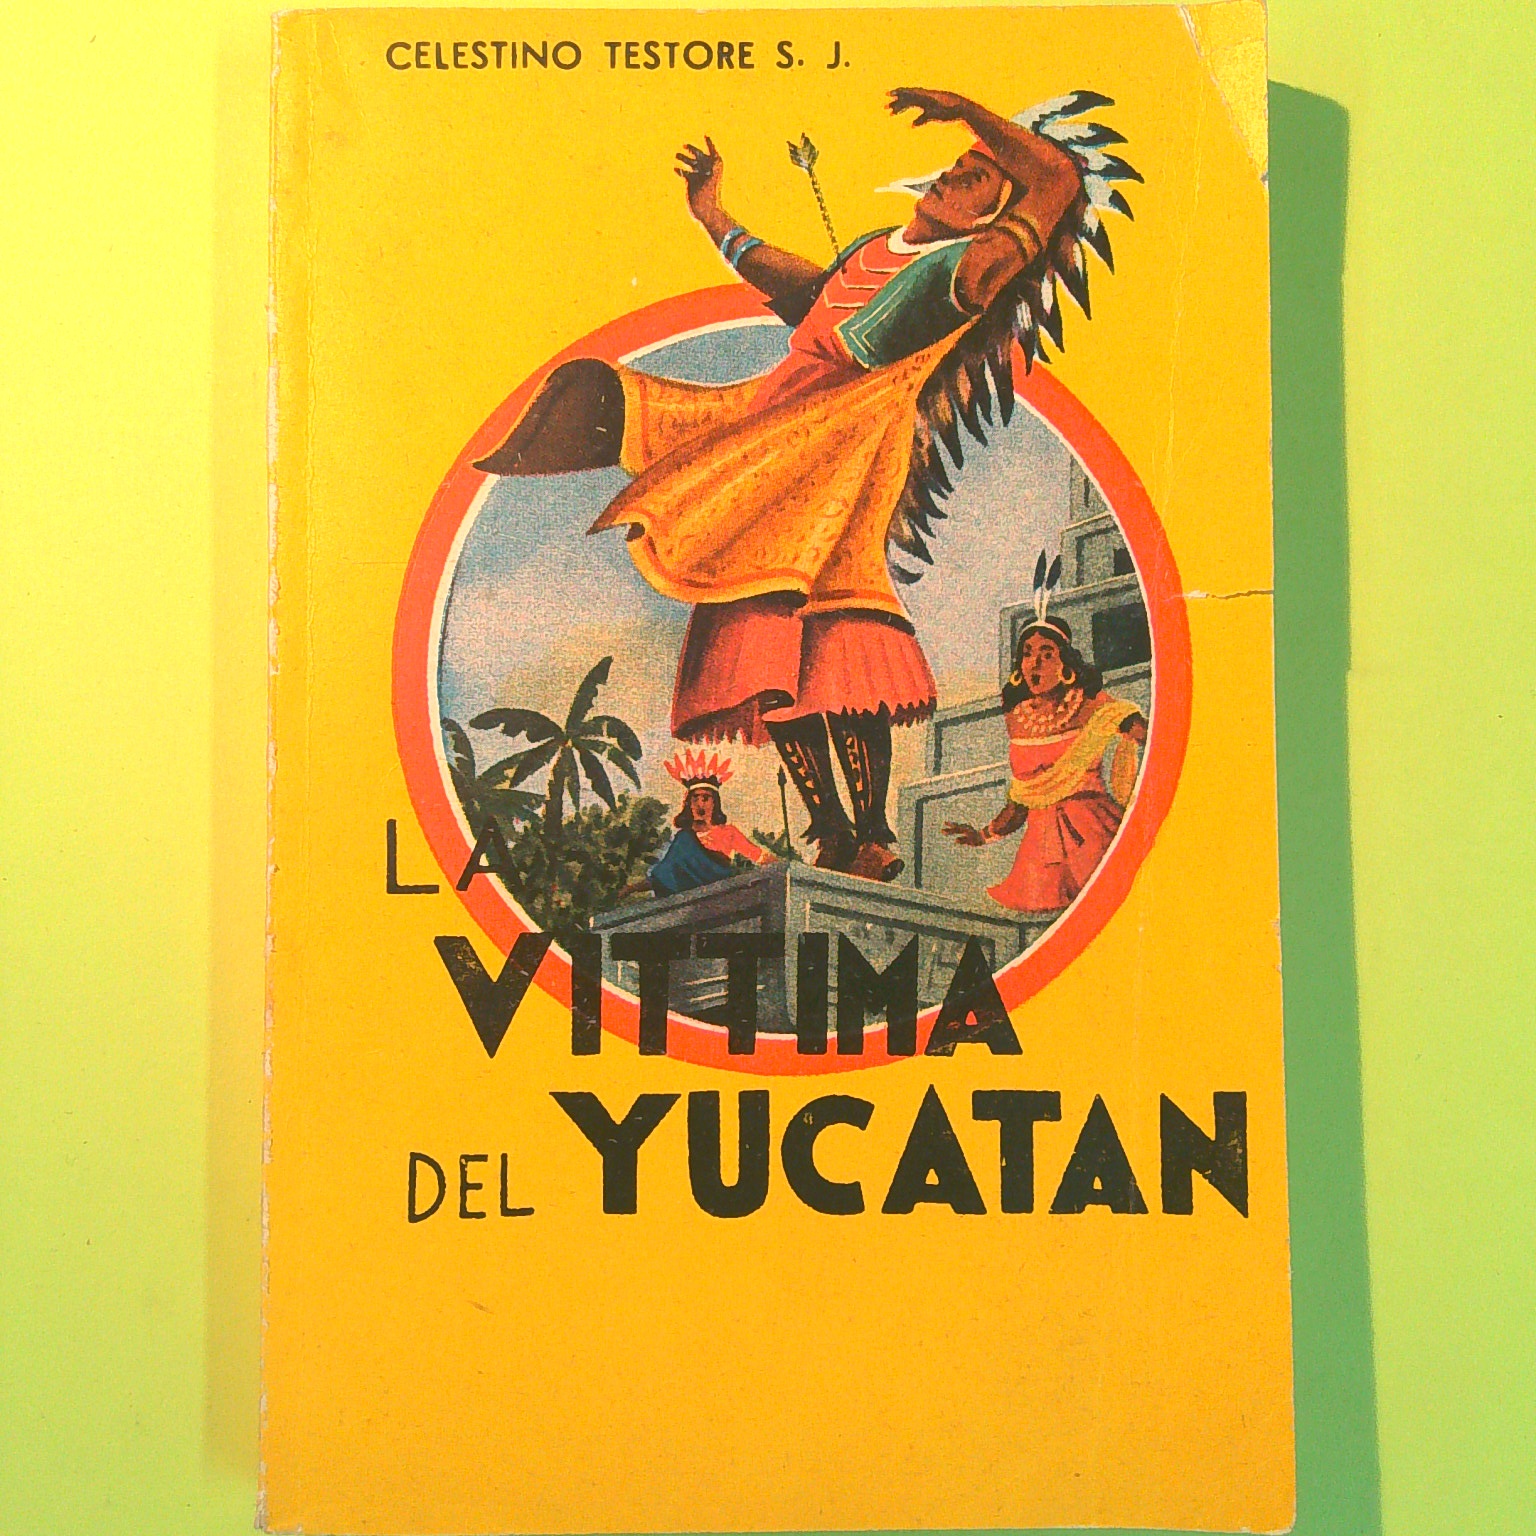 CELESTINO TESTORE S. J.
LA
VITTIMA
DEL YUCATAN